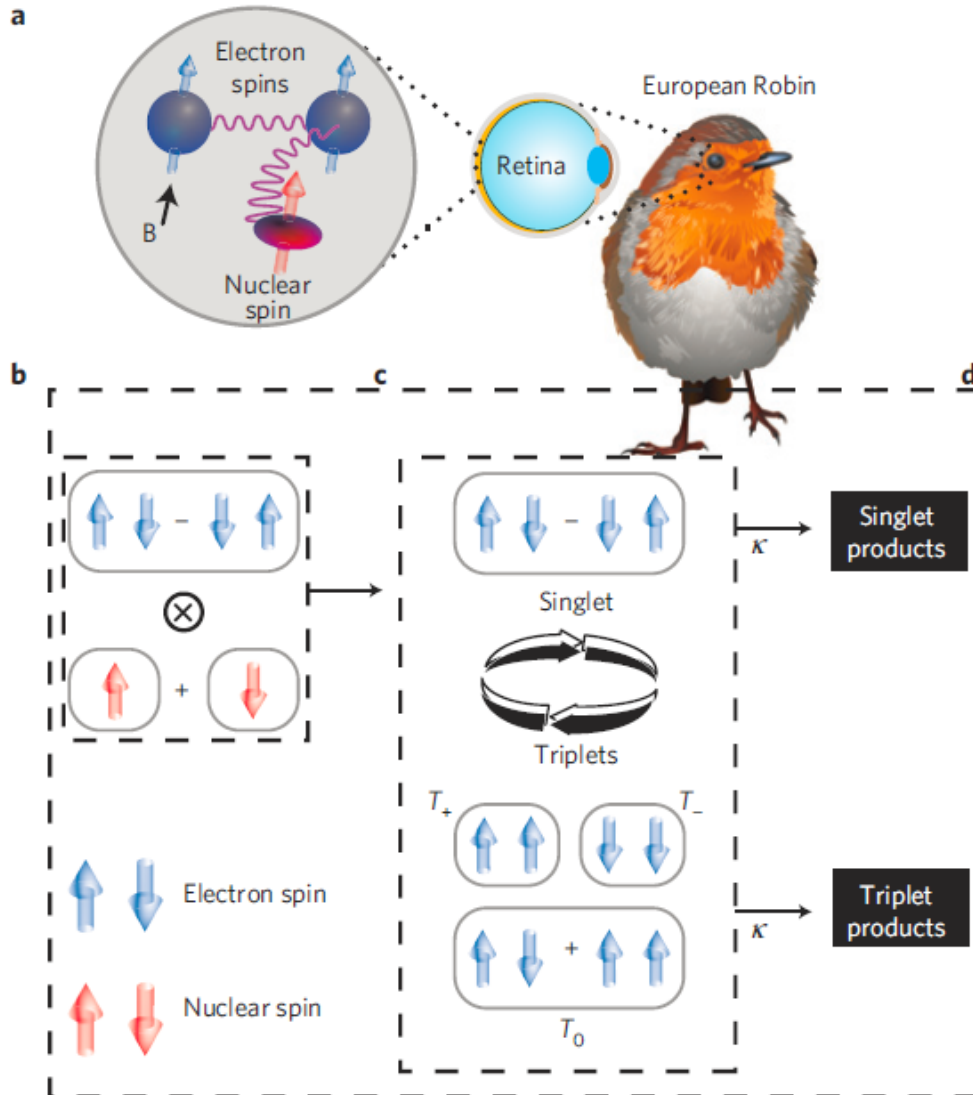 a
Electron
spins
European Robin
Retina
B
Nuclear
spin
b
c
d
–
–
κ
Singlet
products
Singlet
+
Triplets
T₊
T₋
Electron spin
κ
Triplet
products
+
Nuclear spin
T₀